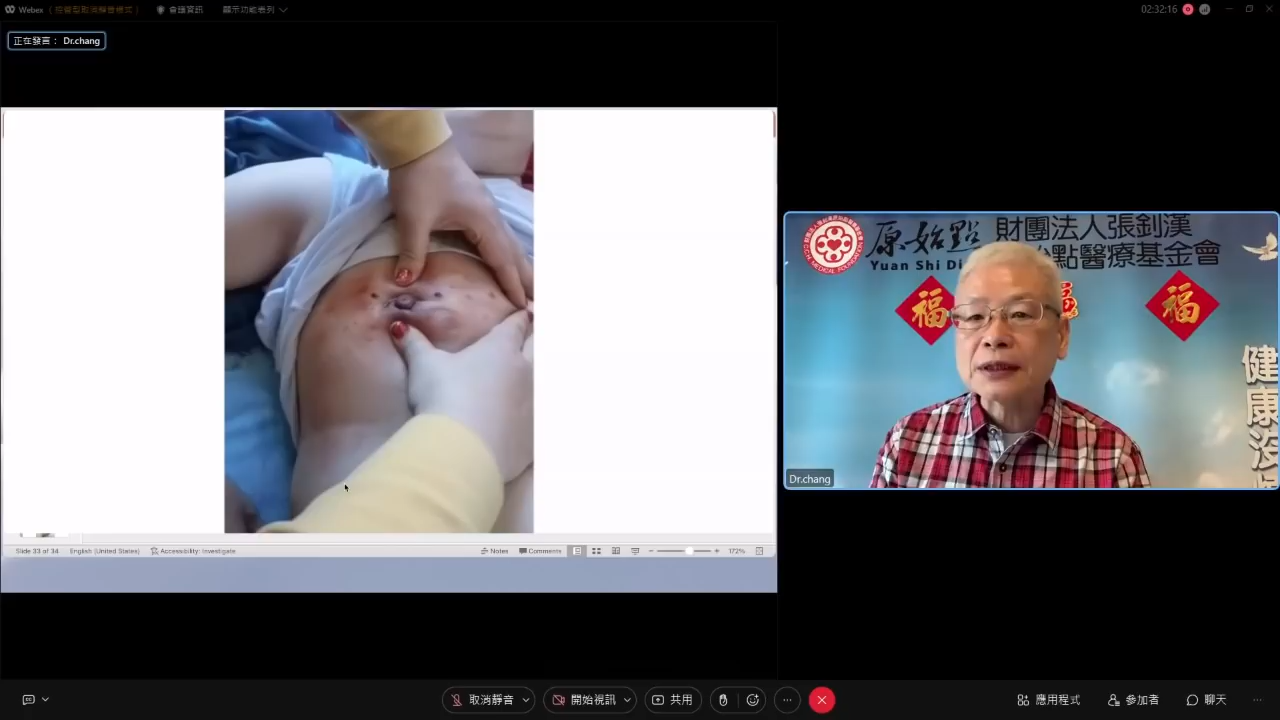 Webex
會議資訊
顯示功能表列
02:32:16
正在發言： Dr.chang
原始點
Yuan Shi Di
財團法人張釗漢
點醫療基金會
福
福
福
健康沒
Dr.chang
Slide 33 of 34
English (United States)
Accessibility: Investigate
Notes
Comments
172%
取消靜音
開始視訊
共用
應用程式
參加者
聊天